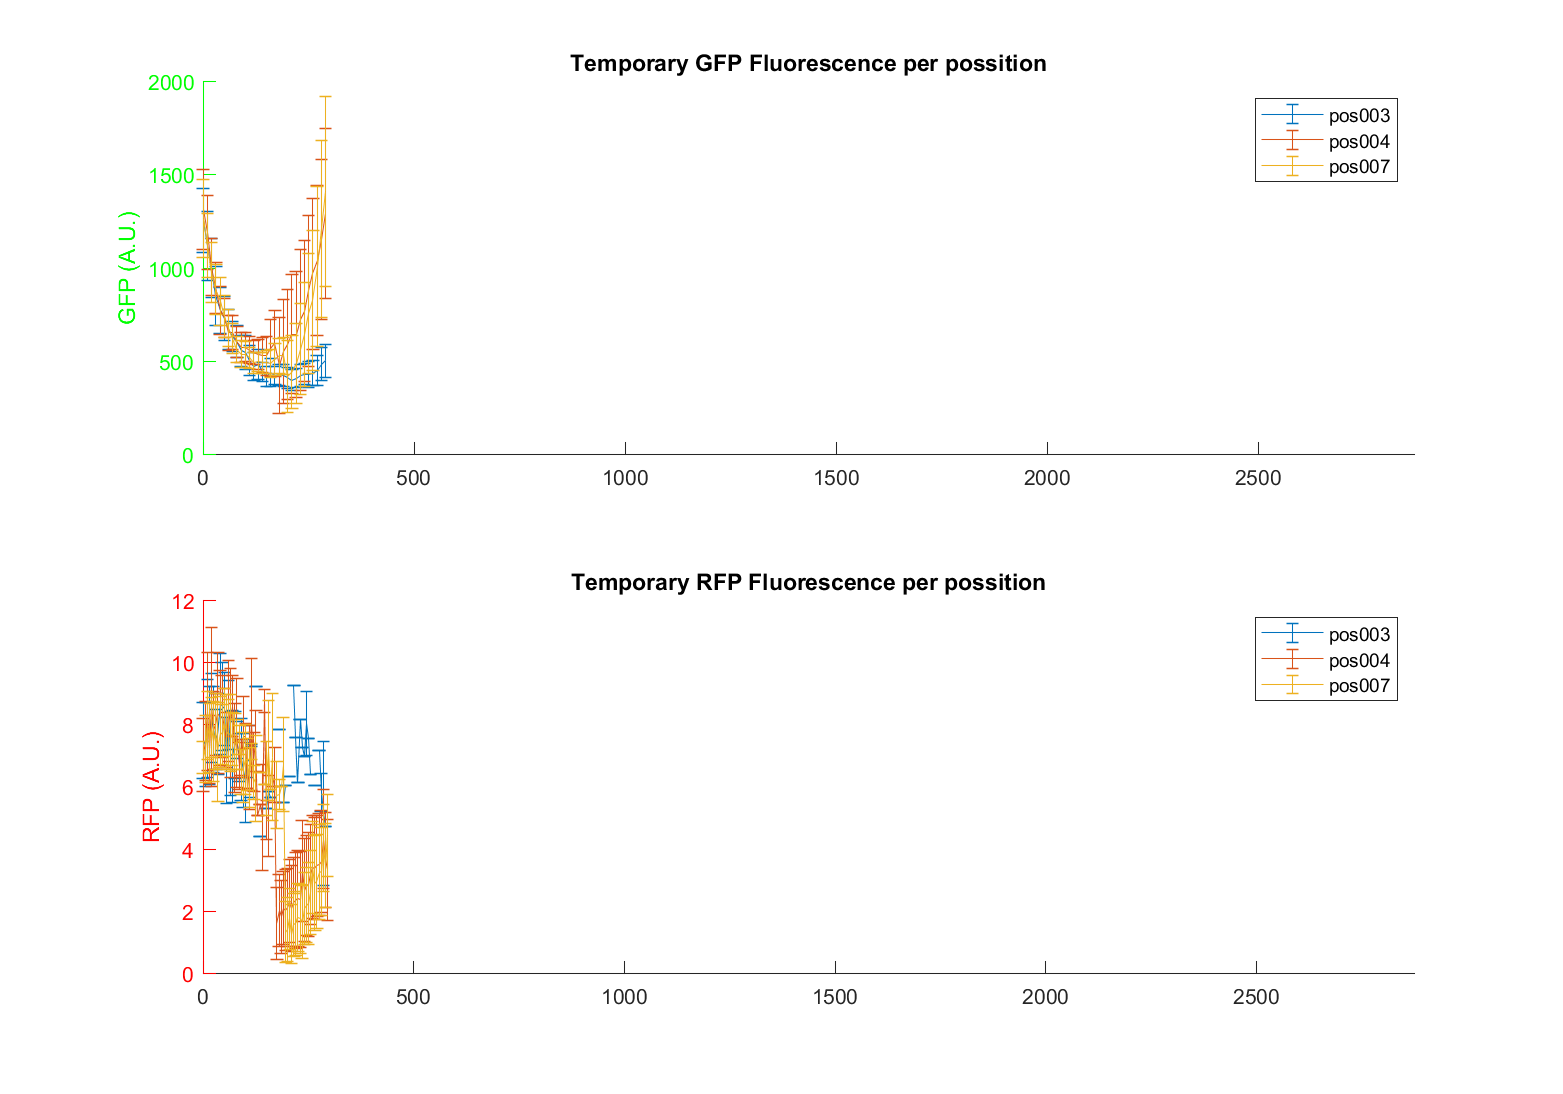 Temporary GFP Fluorescence per possition
2000
1500
1000
500
0
GFP (A.U.)
pos003
pos004
pos007
0 500 1000 1500 2000 2500
Temporary RFP Fluorescence per possition
12
10
8
6
4
2
0
RFP (A.U.)
pos003
pos004
pos007
0 500 1000 1500 2000 2500